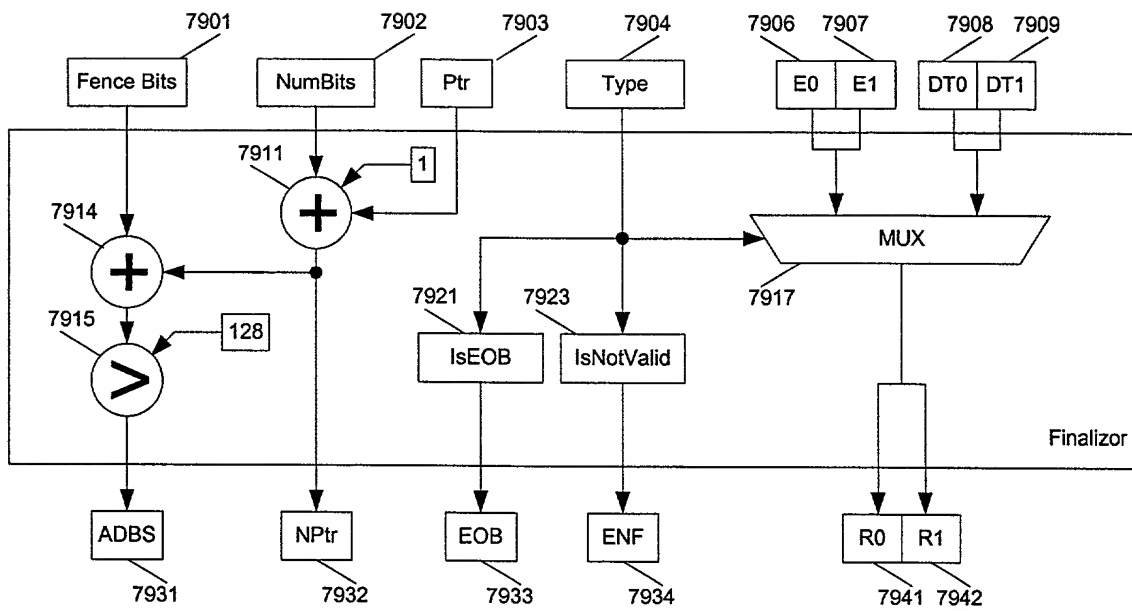 7901 7902 7903 7904 7906 7907 7908 7909
Fence Bits NumBits Ptr Type E0 E1 DT0 DT1
7911 1
+
7914
+ MUX
7921 7923 7917
7915 128
IsEOB IsNotValid
>
Finalizor
ADBS NPtr EOB ENF R0 R1
7931 7932 7933 7934 7941 7942